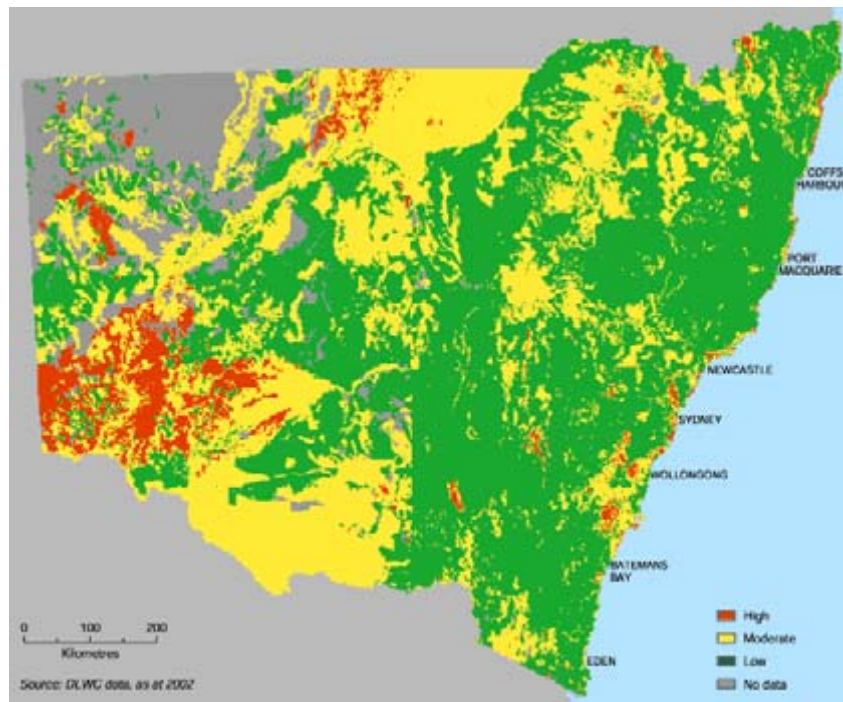 COFFS
HARBOUR
PORT
MACQUARIE
NEWCASTLE
SYDNEY
WOLLONGONG
BATEMANS
BAY
EDEN
0 100 200
Kilometres
Source: DLWC data, as at 2002
High
Moderate
Low
No data